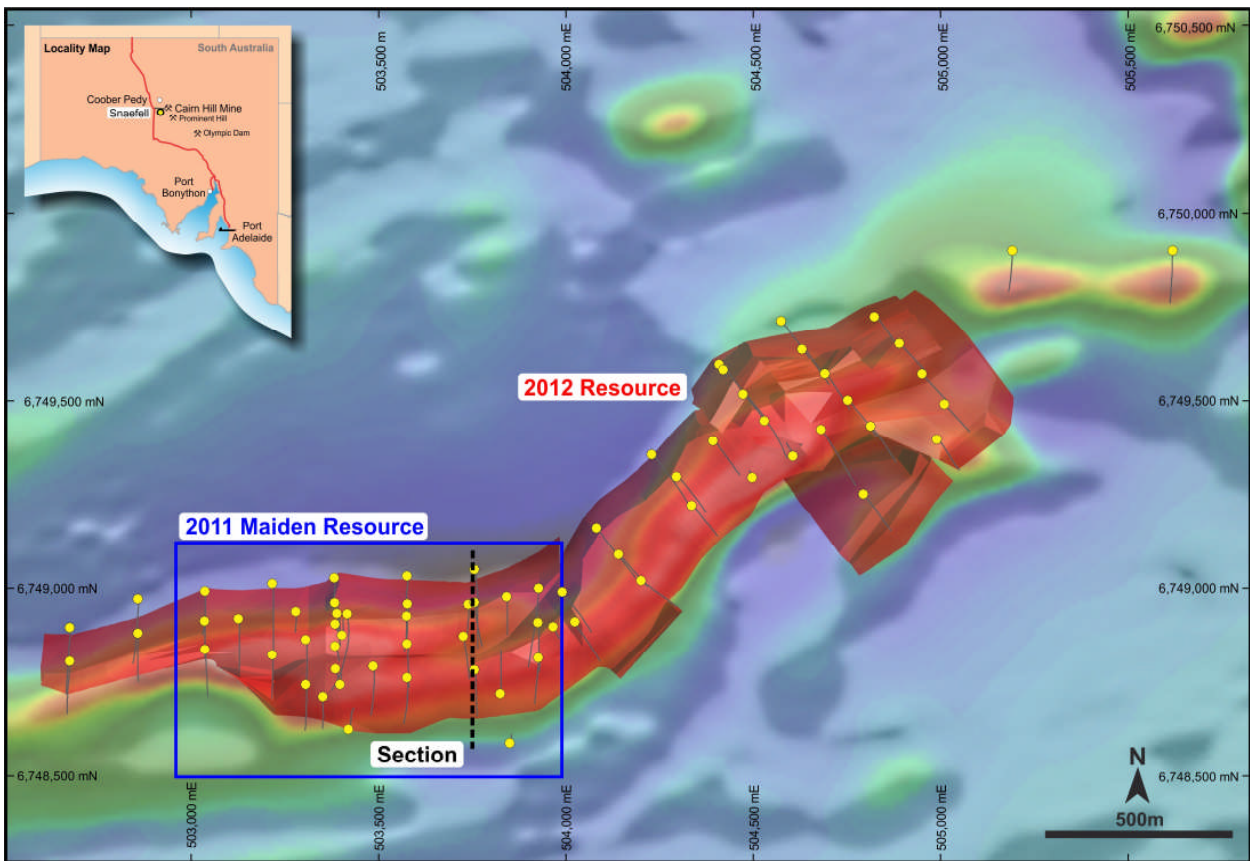 Locality Map
South Australia
Coober Pedy
Snaefell
Cairn Hill Mine
Prominent Hill
Olympic Dam
Port
Bonython
Port
Adelaide
503,500 m
504,000 mE
504,500 mE
505,000 mE
505,500 mE
6,750,500 mN
6,750,000 mN
2012 Resource
6,749,500 mN
6,749,500 mN
2011 Maiden Resource
6,749,000 mN
6,749,000 mN
Section
N
6,748,500 mN
6,748,500 mN
500m
503,000 mE
503,500 mE
504,000 mE
504,500 mE
505,000 mE